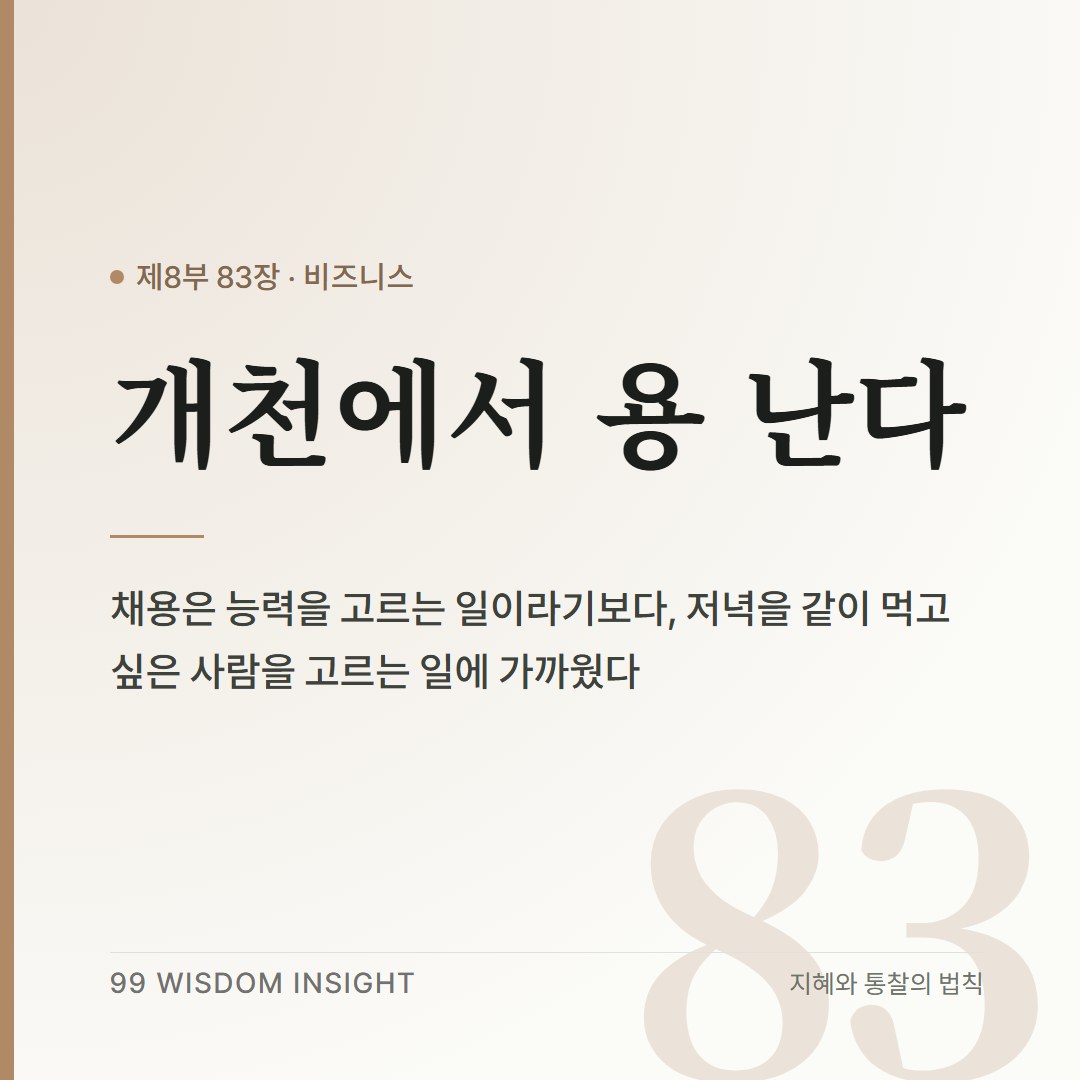 제8부 83장 · 비즈니스
개천에서 용 난다
채용은 능력을 고르는 일이라기보다, 저녁을 같이 먹고
싶은 사람을 고르는 일에 가까웠다
83
99 WISDOM INSIGHT
지혜와 통찰의 법칙